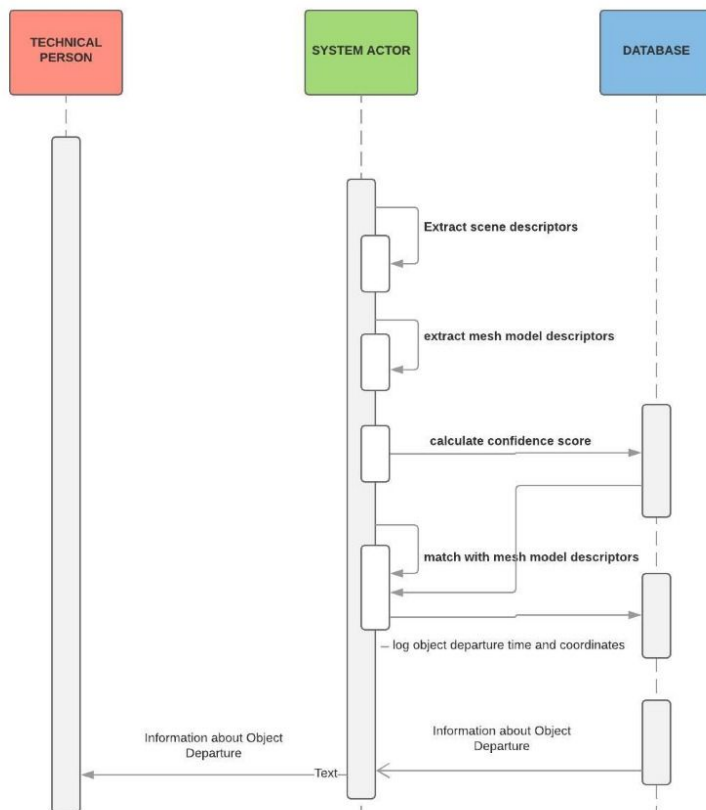 TECHNICAL
PERSON
SYSTEM ACTOR
DATABASE
Extract scene descriptors
extract mesh model descriptors
calculate confidence score
match with mesh model descriptors
log object departure time and coordinates
Information about Object
Departure
Text
Information about Object
Departure